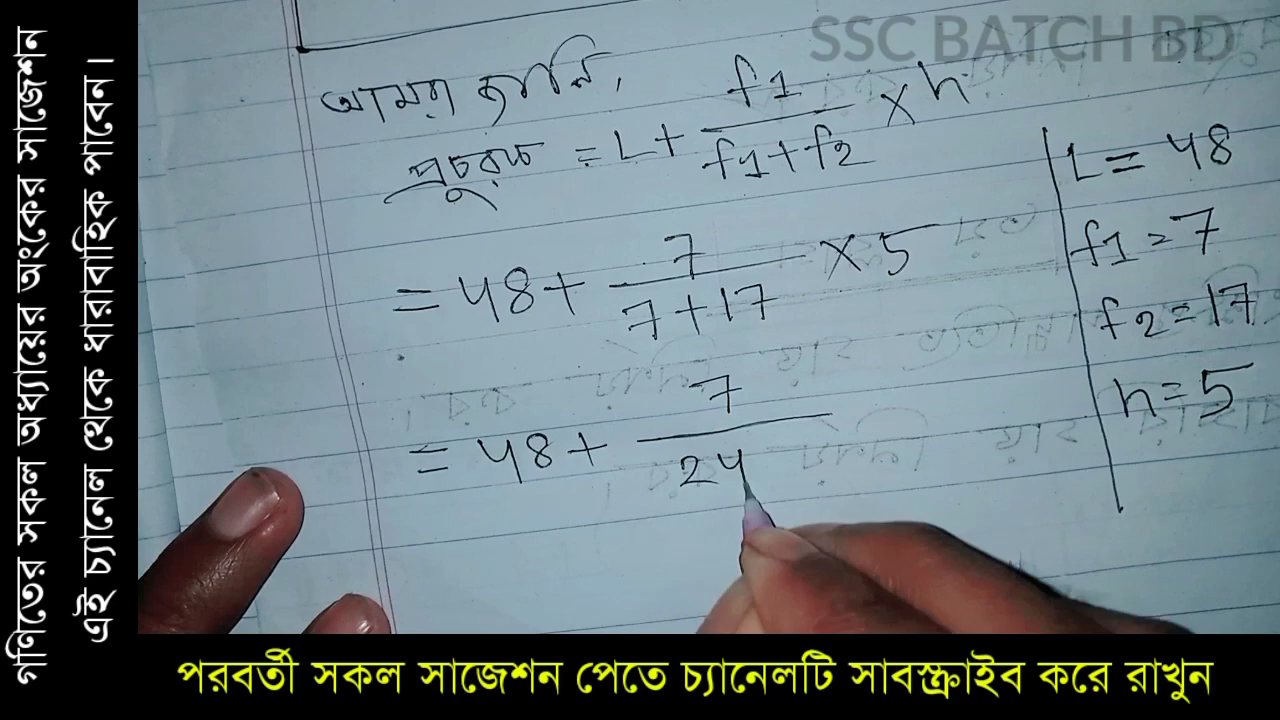 গণিতের সকল অধ্যায়ের অংকের সাজেশন
এই চ্যানেল থেকে ধারাবাহিক পাবেন।
SSC BATCH BD
আমরা জানি,
প্রচুরক = L + f1 / f1 + f2 × h
= 48 + 7 / 7 + 17 × 5
= 48 + 7 / 24
L = 48
f1 = 7
f2 = 17
h = 5
পরবর্তী সকল সাজেশন পেতে চ্যানেলটি সাবস্ক্রাইব করে রাখুন